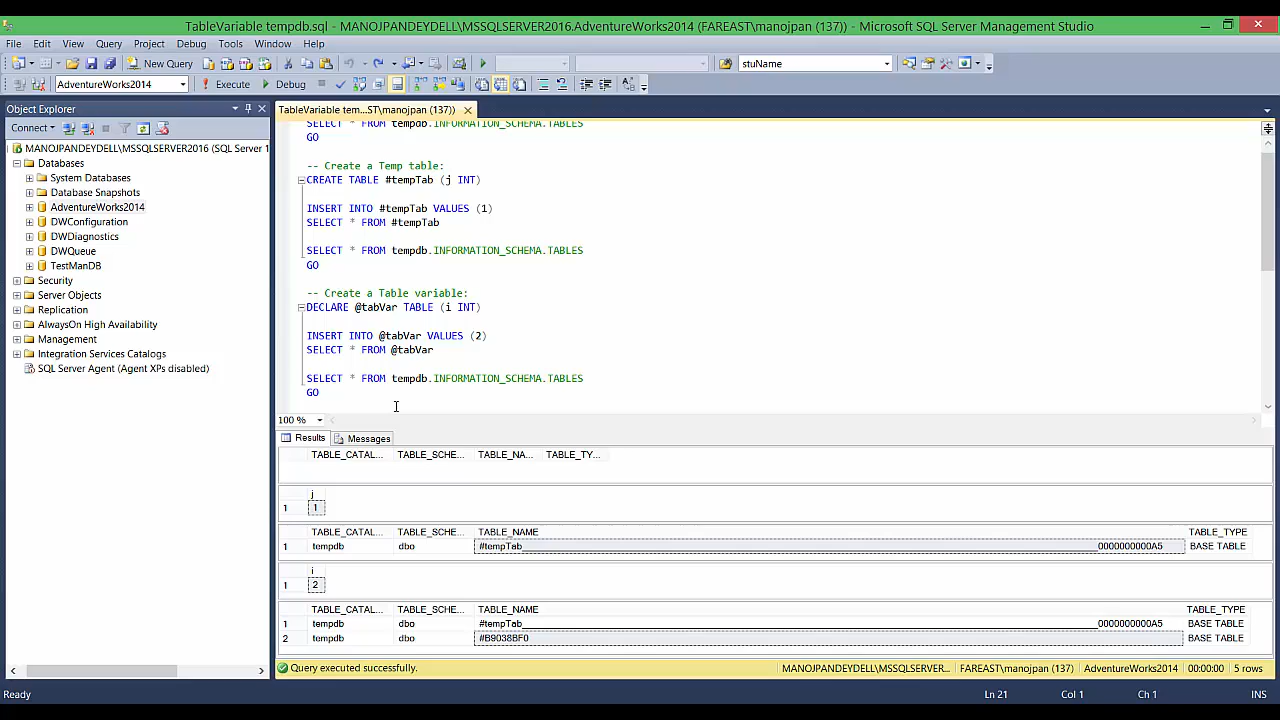 TableVariable tempdb.sql - MANOJPANDEYDELL\MSSQLSERVER2016 AdventureWorks2014 (FAREAST\manojpan (137)) - Microsoft SQL Server Management Studio
File Edit View Query Project Debug Tools Window Help
New Query stuName
AdventureWorks2014 Execute Debug
Object Explorer
TableVariable tem...ST\manojpan (137))
Connect
MANOJPANDEYDELL\MSSQLSERVER2016 (SQL Server 1
Databases
System Databases
Database Snapshots
AdventureWorks2014
DWConfiguration
DWDiagnostics
DWQueue
TestManDB
Security
Server Objects
Replication
AlwaysOn High Availability
Management
Integration Services Catalogs
SQL Server Agent (Agent XPs disabled)
SELECT * FROM tempdb.INFORMATION_SCHEMA.TABLES
GO
-- Create a Temp table:
CREATE TABLE #tempTab (j INT)
INSERT INTO #tempTab VALUES (1)
SELECT * FROM #tempTab
SELECT * FROM tempdb.INFORMATION_SCHEMA.TABLES
GO
-- Create a Table variable:
DECLARE @tabVar TABLE (i INT)
INSERT INTO @tabVar VALUES (2)
SELECT * FROM @tabVar
SELECT * FROM tempdb.INFORMATION_SCHEMA.TABLES
GO
100 %
Results Messages
TABLE_CATAL... TABLE_SCHE... TABLE_NA... TABLE_TY...
j
1 1
TABLE_CATAL... TABLE_SCHE... TABLE_NAME TABLE_TYPE
1 tempdb dbo #tempTab____________________0000000000A5 BASE TABLE
i
1 2
TABLE_CATAL... TABLE_SCHE... TABLE_NAME TABLE_TYPE
1 tempdb dbo #tempTab____________________0000000000A5 BASE TABLE
2 tempdb dbo #B9038BF0 BASE TABLE
Query executed successfully. MANOJPANDEYDELL\MSSQLSERVER... FAREAST\manojpan (137) AdventureWorks2014 00:00:00 5 rows
Ready Ln 21 Col 1 Ch 1 INS